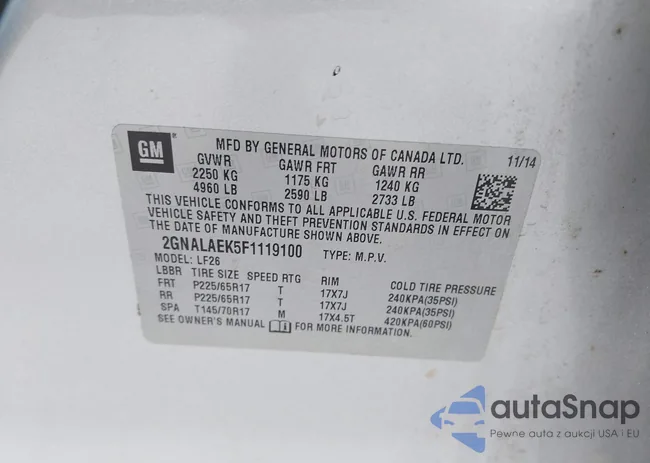 GM
MFD BY GENERAL MOTORS OF CANADA LTD.
11/14
GVWR GAWR FRT GAWR RR
2250 KG 1175 KG 1240 KG
4960 LB 2590 LB 2733 LB
THIS VEHICLE CONFORMS TO ALL APPLICABLE U.S. FEDERAL MOTOR
VEHICLE SAFETY AND THEFT PREVENTION STANDARDS IN EFFECT ON
THE DATE OF MANUFACTURE SHOWN ABOVE.
2GNALAEK5F1119100 TYPE: M.P.V.
MODEL: LF26
LBBR TIRE SIZE SPEED RTG RIM COLD TIRE PRESSURE
FRT P225/65R17 T 17X7J 240KPA(35PSI)
RR P225/65R17 T 17X7J 240KPA(35PSI)
SPA T145/70R17 M 17X4.5T 420KPA(60PSI)
SEE OWNER'S MANUAL FOR MORE INFORMATION.
autaSnap
Pewne auta z aukcji USA i EU